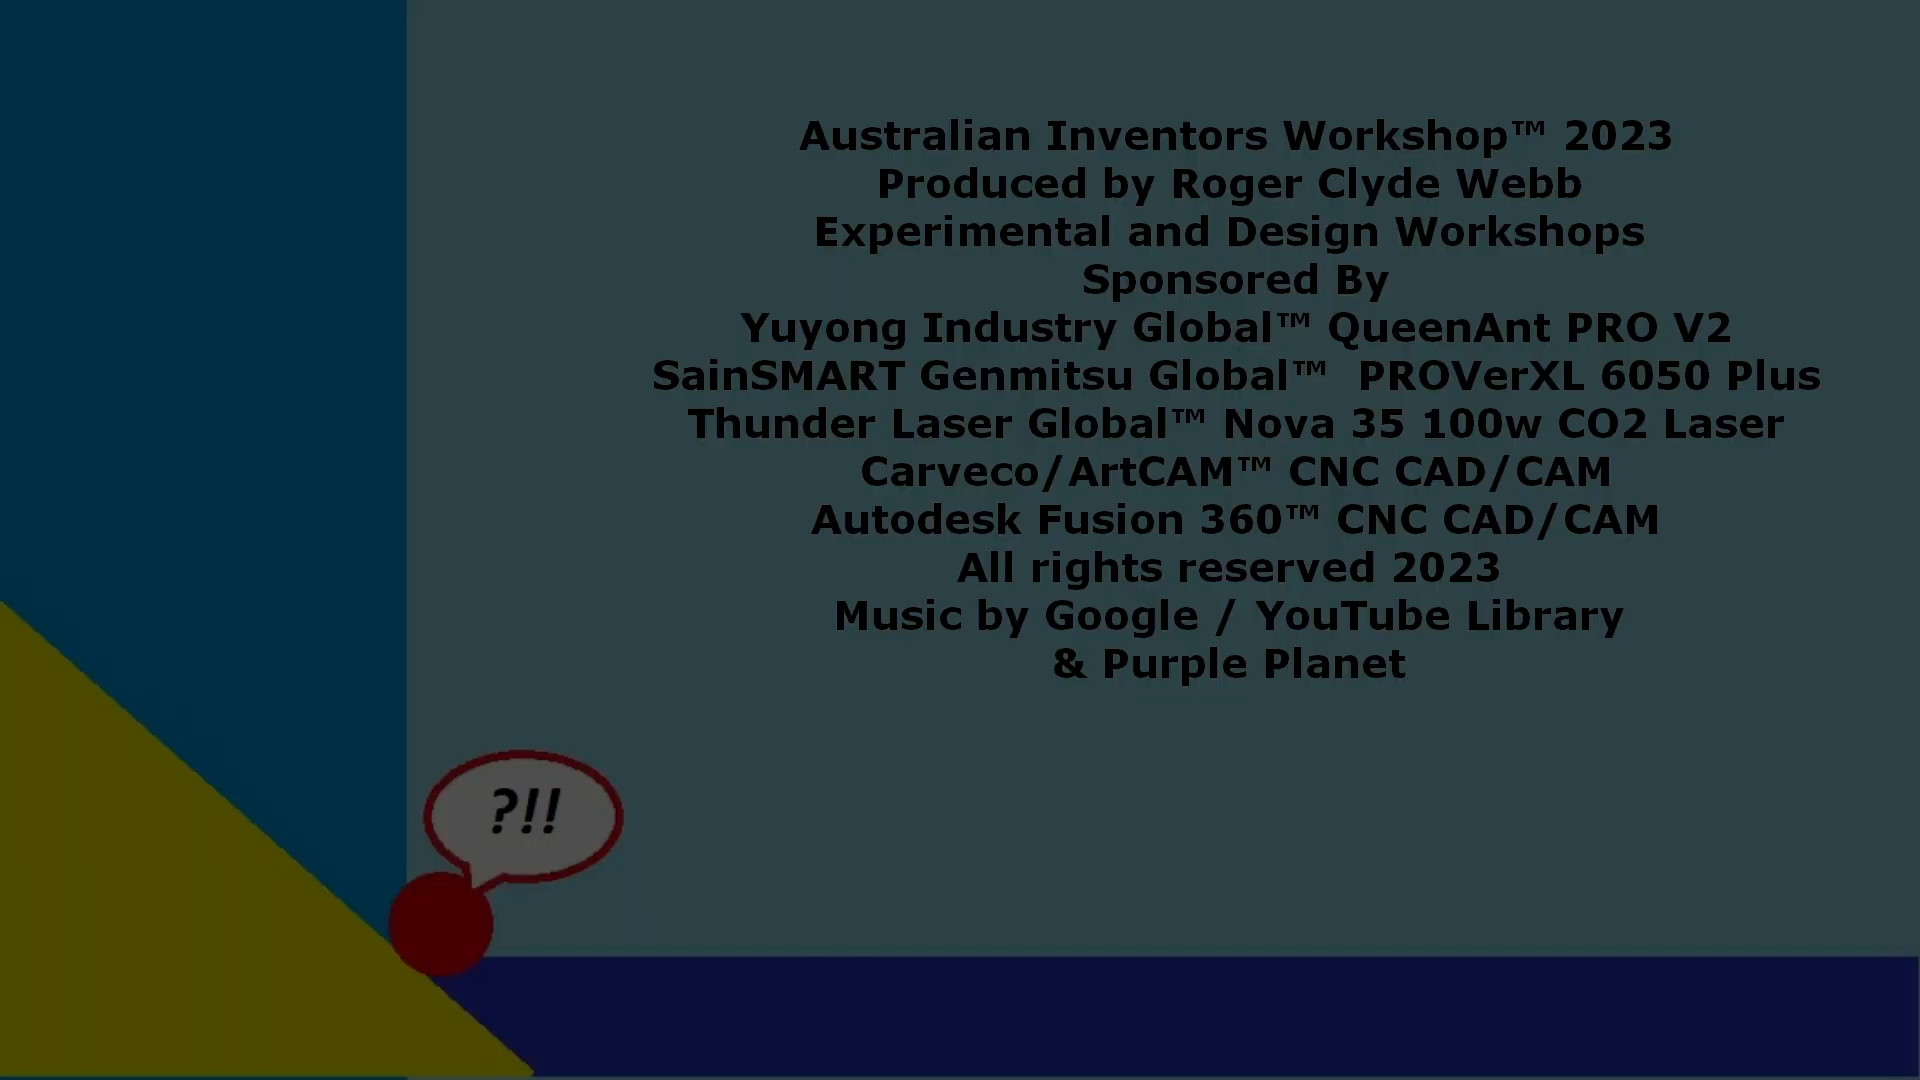 Australian Inventors Workshop™ 2023
Produced by Roger Clyde Webb
Experimental and Design Workshops
Sponsored By
Yuyong Industry Global™ QueenAnt PRO V2
SainSMART Genmitsu Global™  PROVerXL 6050 Plus
Thunder Laser Global™ Nova 35 100w CO2 Laser
Carveco/ArtCAM™ CNC CAD/CAM
Autodesk Fusion 360™ CNC CAD/CAM
All rights reserved 2023
Music by Google / YouTube Library
& Purple Planet
?!!